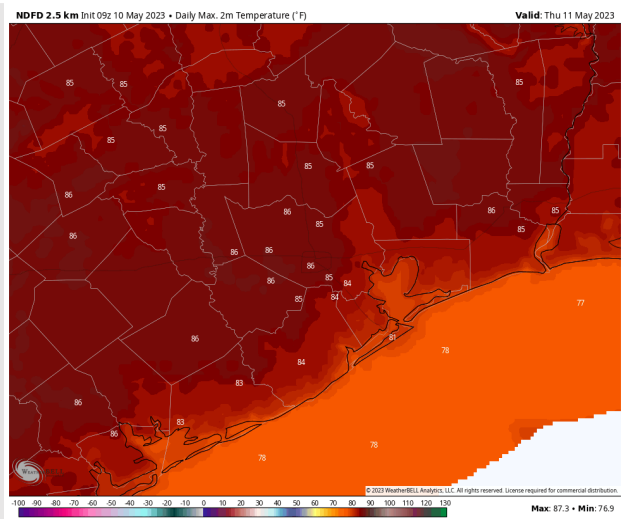 NDFD 2.5 km Init 09z 10 May 2023 • Daily Max. 2m Temperature (°F) Valid: Thu 11 May 2023
85 85 85
85
85 85
85 85
86 85
86 86 85
86 85 85
86 86
86
86 85 84
85 84 77
86 81 78
84
83
86 83
86
78 78
© 2023 WeatherBELL Analytics, LLC. All rights reserved. License required for commercial distribution.
-100 -90 -80 -70 -60 -50 -40 -30 -20 -10 0 10 20 30 40 50 60 70 80 90 100 110 120 130 Max: 87.3 • Min: 76.9